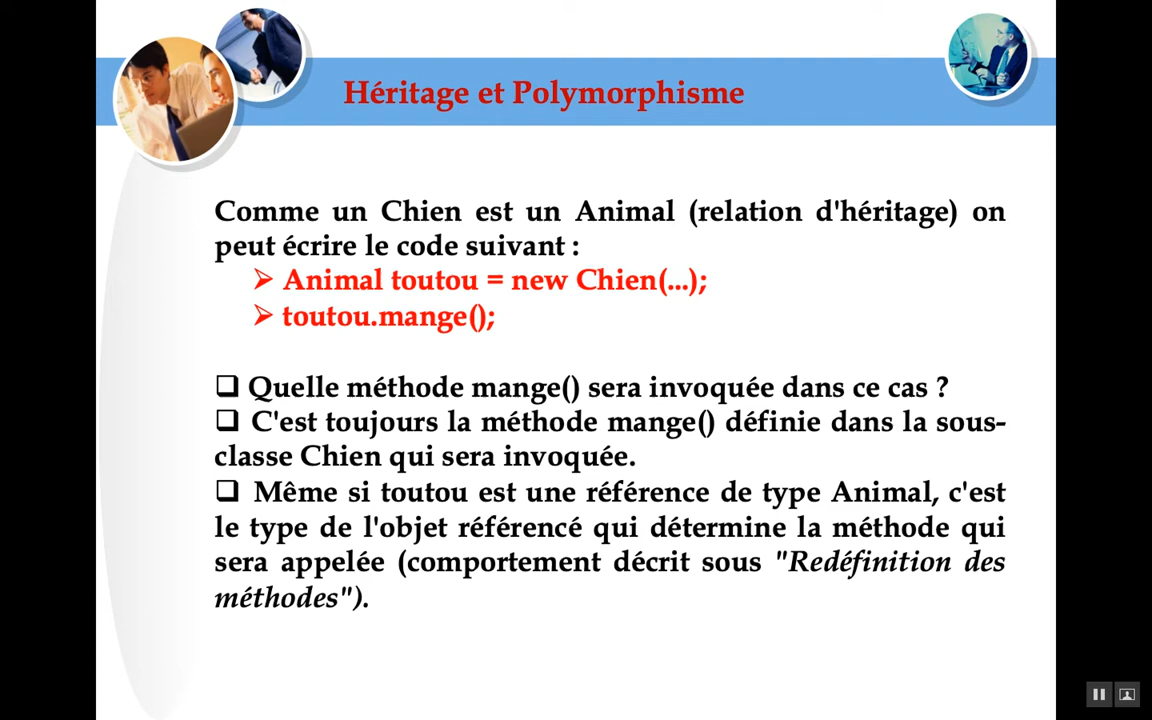 Héritage et Polymorphisme
Comme un Chien est un Animal (relation d'héritage) on
peut écrire le code suivant :
➢ Animal toutou = new Chien(...);
➢ toutou.mange();
❑ Quelle méthode mange() sera invoquée dans ce cas ?
❑ C'est toujours la méthode mange() définie dans la sous-
classe Chien qui sera invoquée.
❑ Même si toutou est une référence de type Animal, c'est
le type de l'objet référencé qui détermine la méthode qui
sera appelée (comportement décrit sous "Redéfinition des
méthodes").